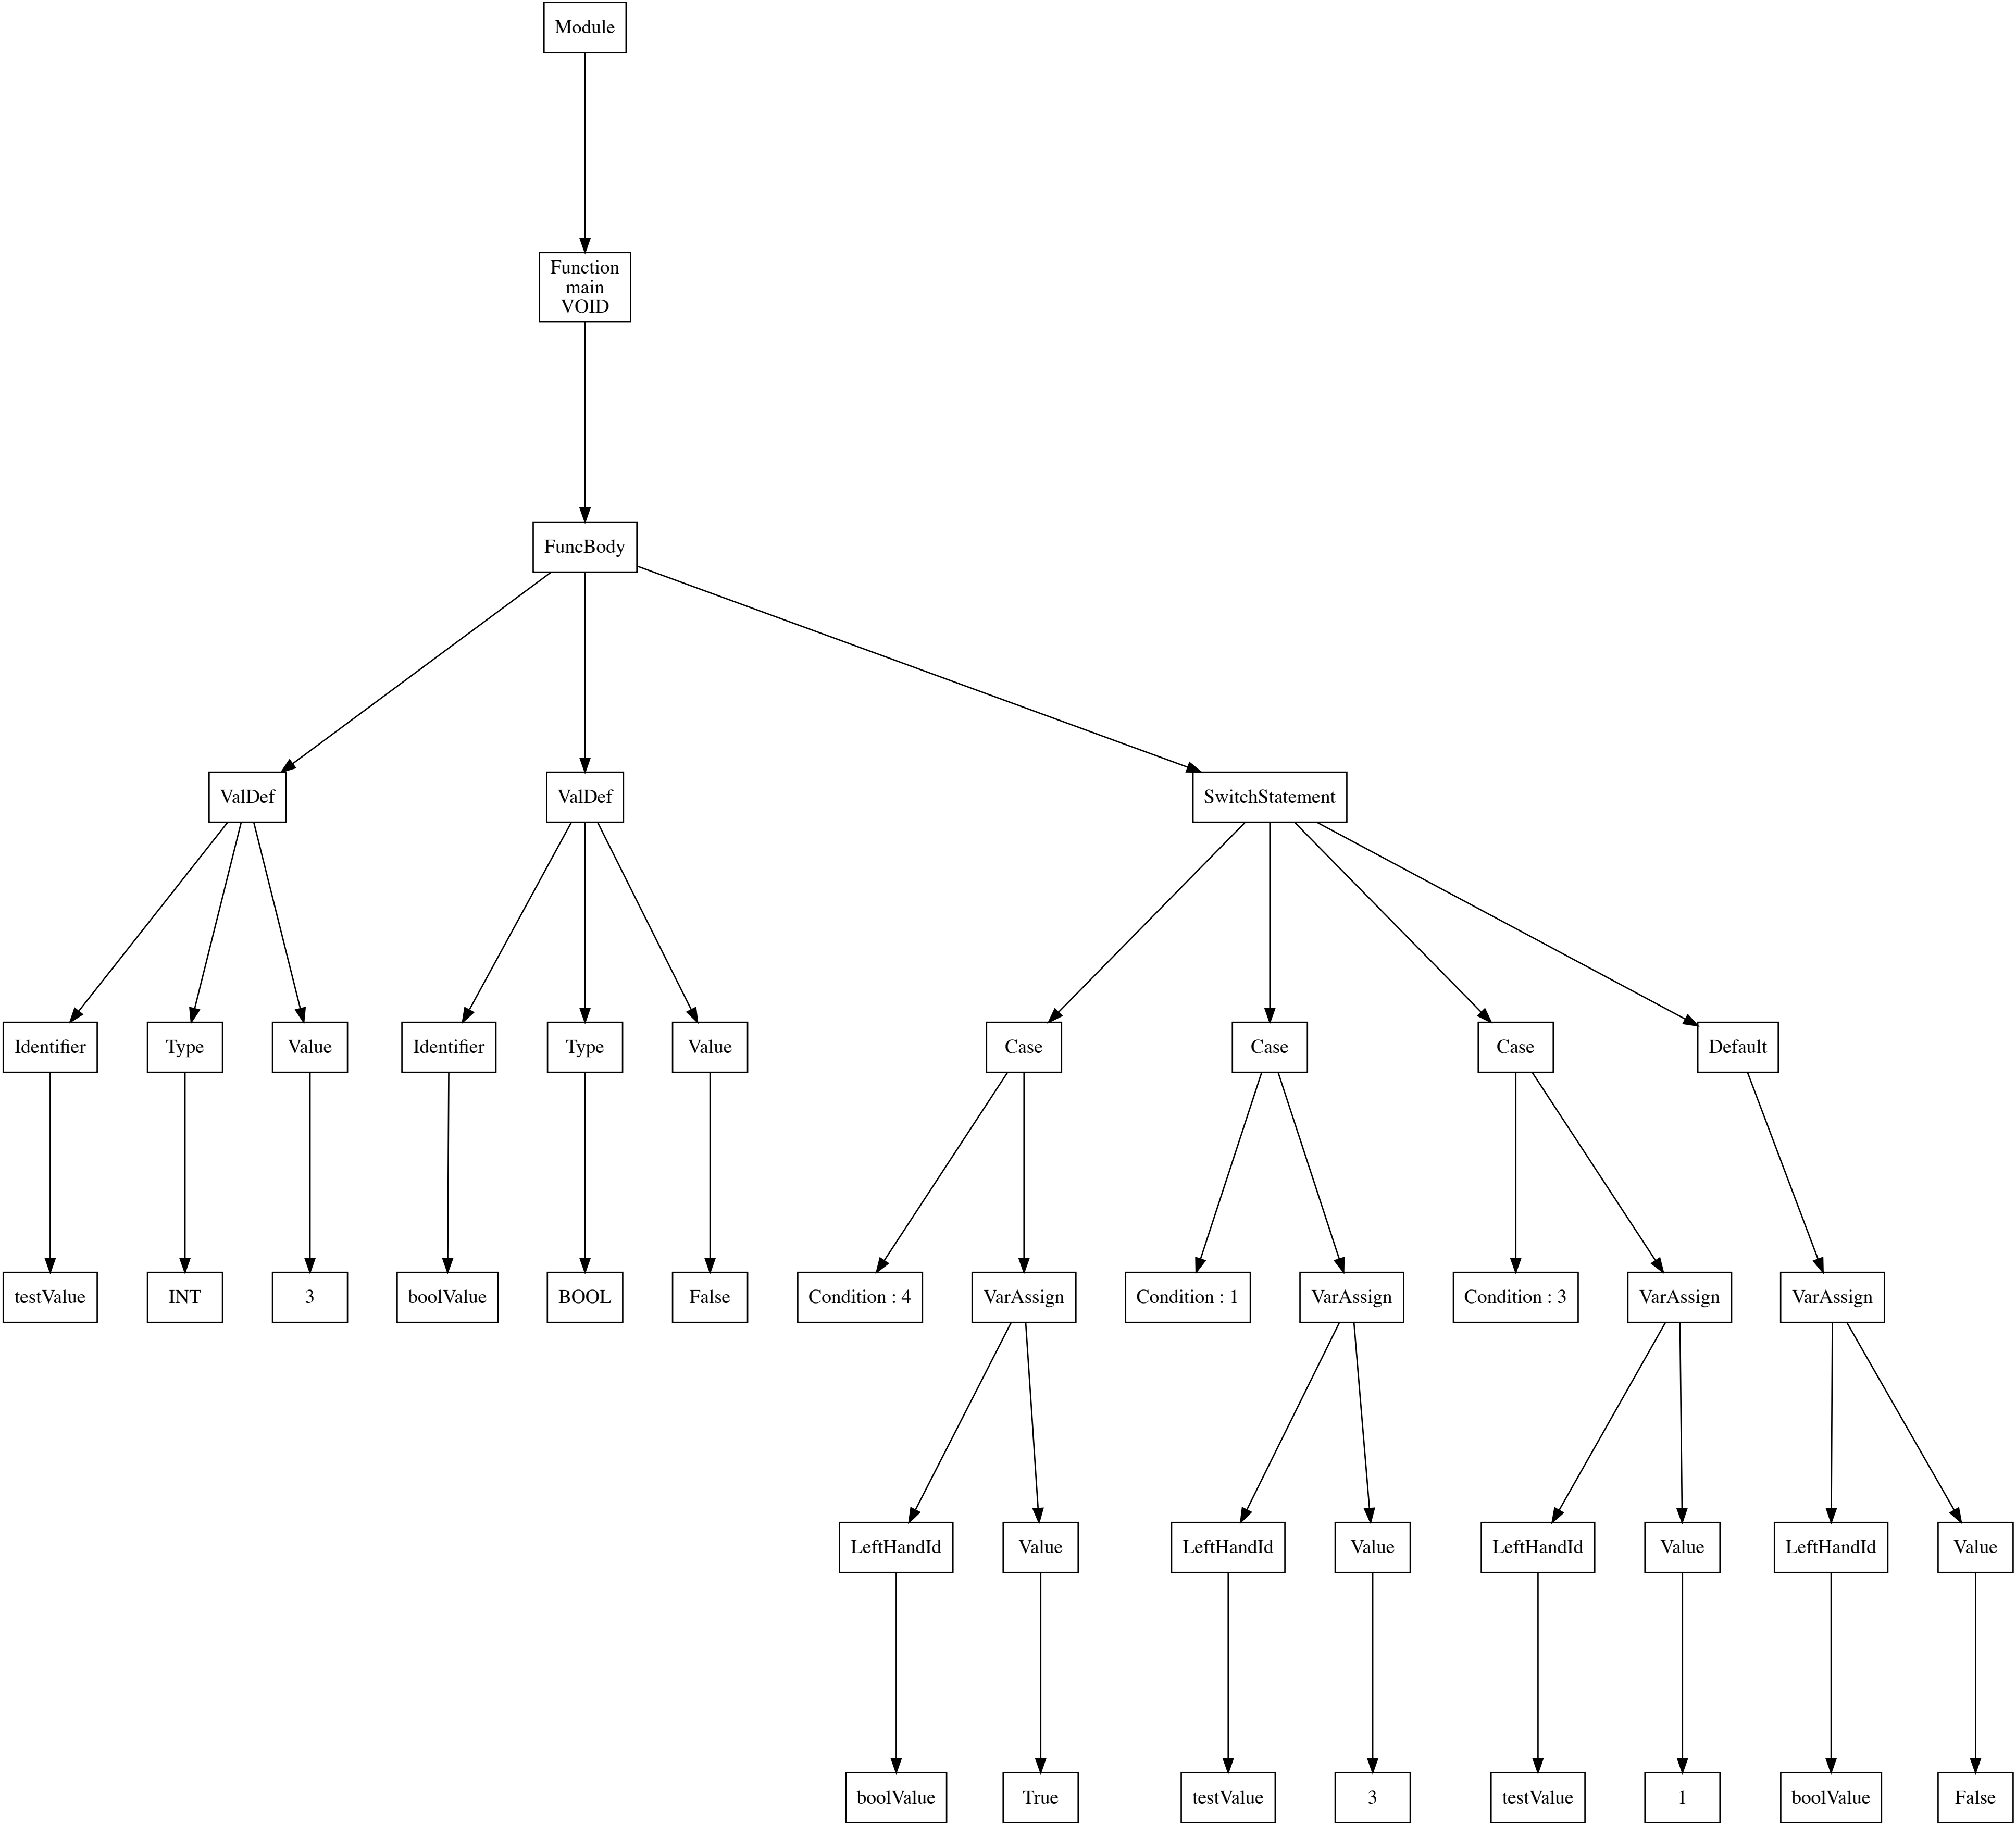 Module
Function
main
VOID
FuncBody
ValDef
ValDef
SwitchStatement
Identifier
Type
Value
Identifier
Type
Value
Case
Case
Case
Default
testValue
INT
3
boolValue
BOOL
False
Condition : 4
VarAssign
Condition : 1
VarAssign
Condition : 3
VarAssign
VarAssign
LeftHandId
Value
LeftHandId
Value
LeftHandId
Value
LeftHandId
Value
boolValue
True
testValue
3
testValue
1
boolValue
False